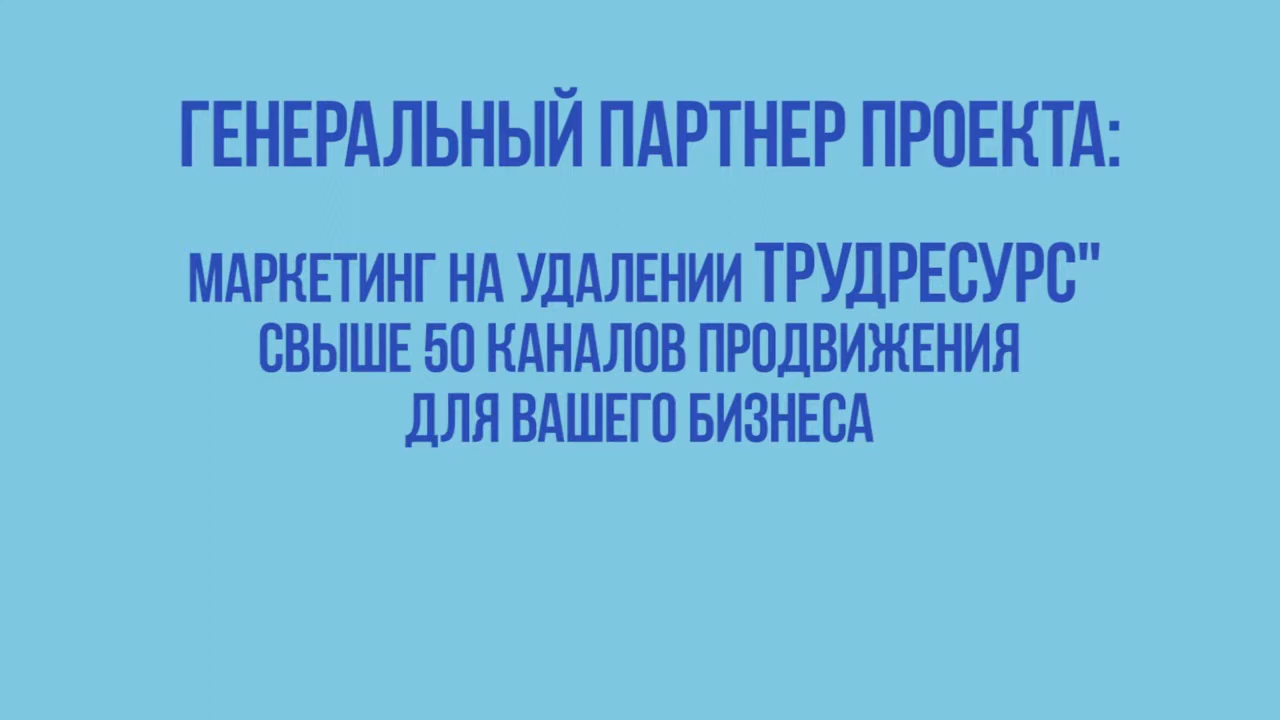 ГЕНЕРАЛЬНЫЙ ПАРТНЕР ПРОЕКТА:
МАРКЕТИНГ НА УДАЛЕНИИ ТРУДРЕСУРС"
СВЫШЕ 50 КАНАЛОВ ПРОДВИЖЕНИЯ
ДЛЯ ВАШЕГО БИЗНЕСА